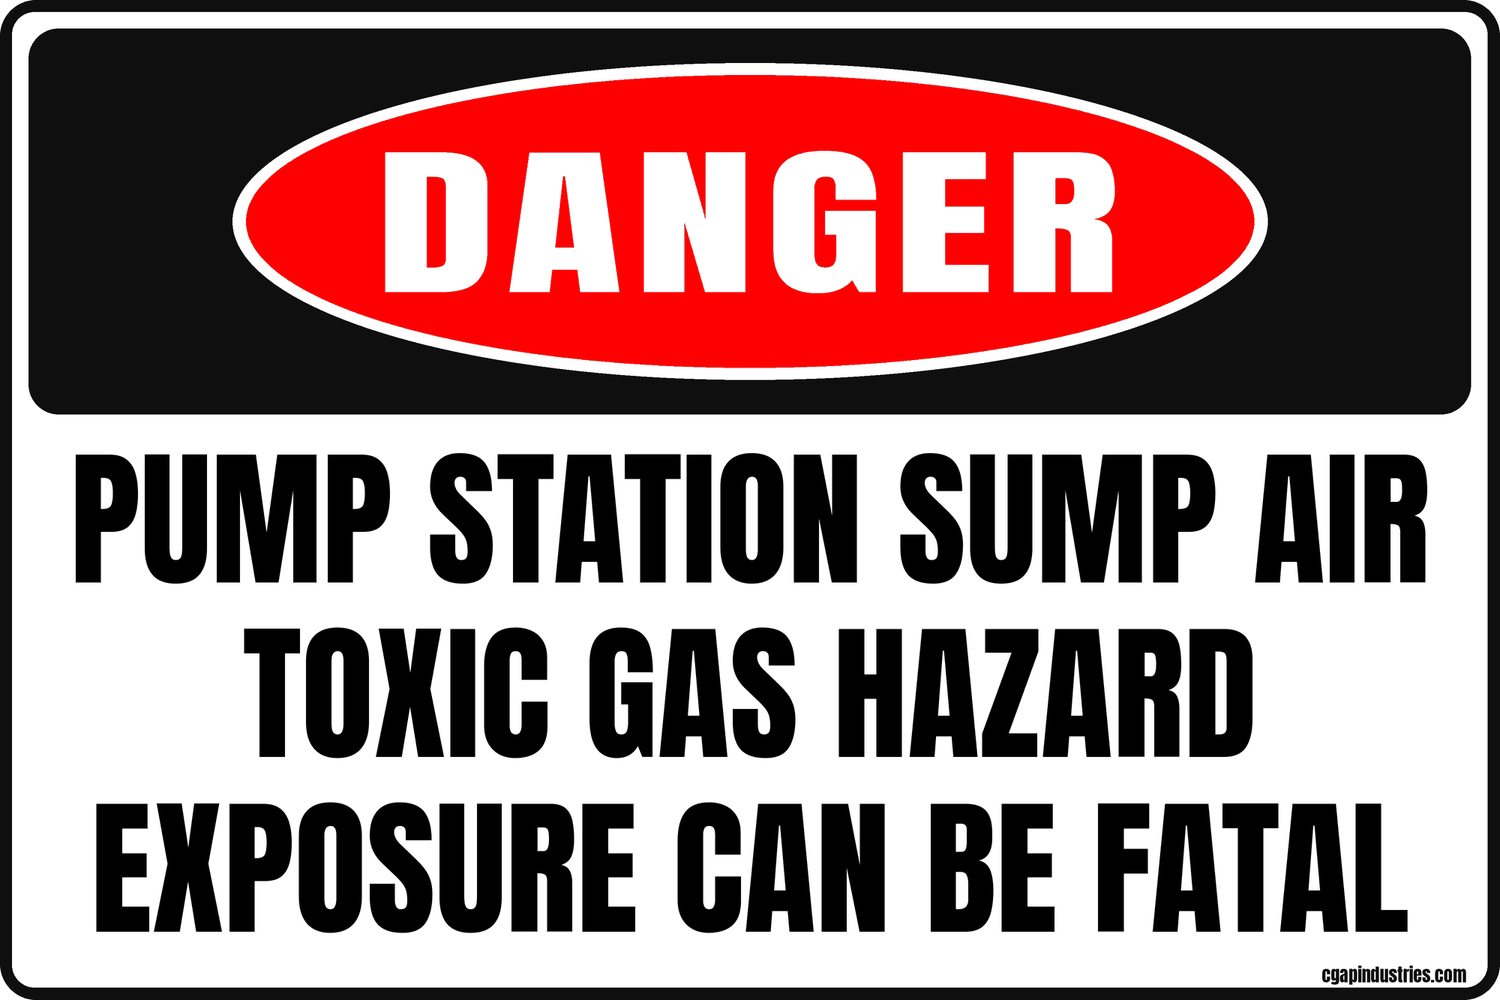 DANGER
PUMP STATION SUMP AIR
TOXIC GAS HAZARD
EXPOSURE CAN BE FATAL
cgapindustries.com